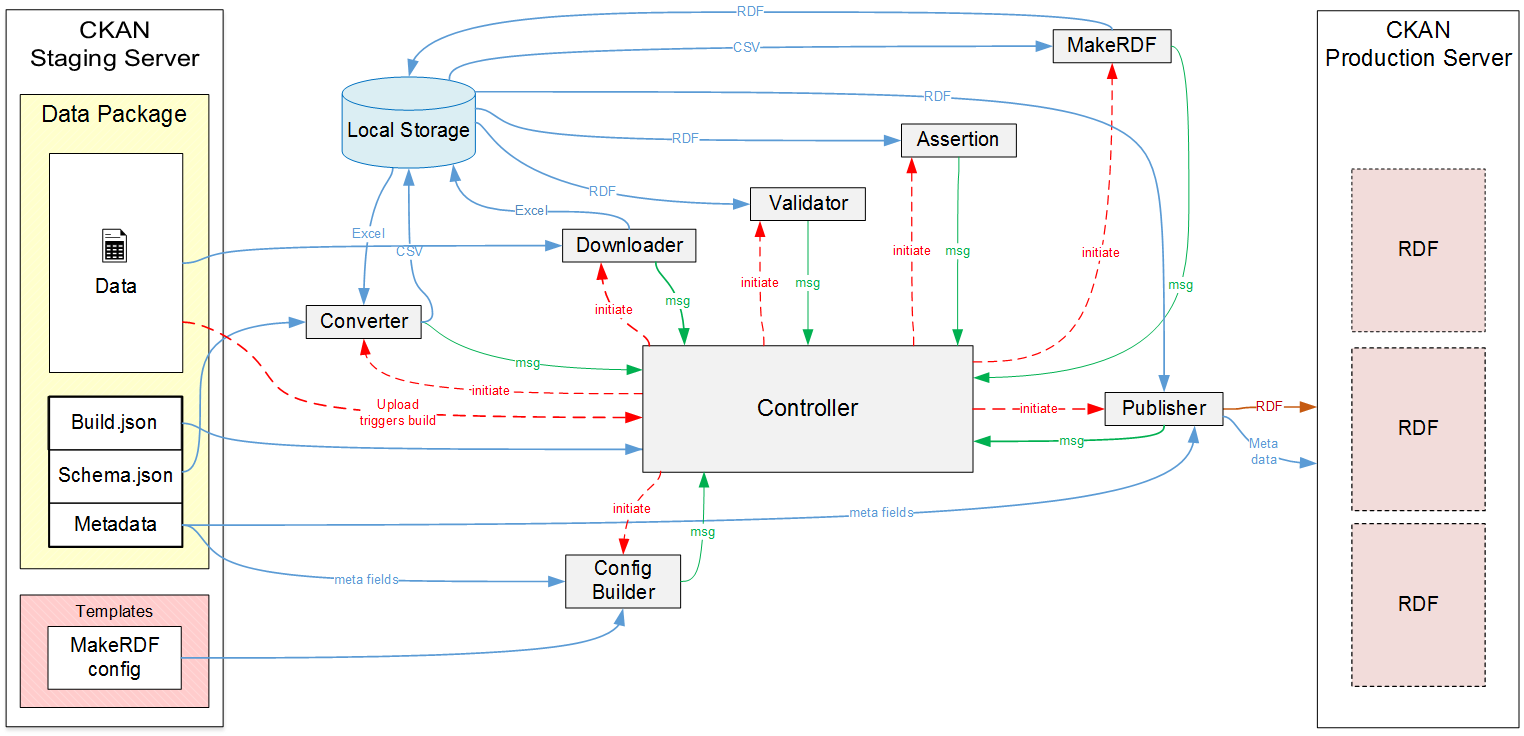 CKAN
Staging Server
Data Package
Data
Build.json
Schema.json
Metadata
Templates
MakeRDF
config
Local Storage
RDF
CSV
MakeRDF
RDF
RDF
Assertion
RDF
Validator
Excel
Downloader
Excel
CSV
Converter
initiate
msg
initiate
msg
initiate
msg
initiate
msg
msg
initiate
Upload
triggers build
Controller
initiate
Publisher
msg
RDF
Meta
data
initiate
msg
meta fields
meta fields
Config
Builder
CKAN
Production Server
RDF
RDF
RDF